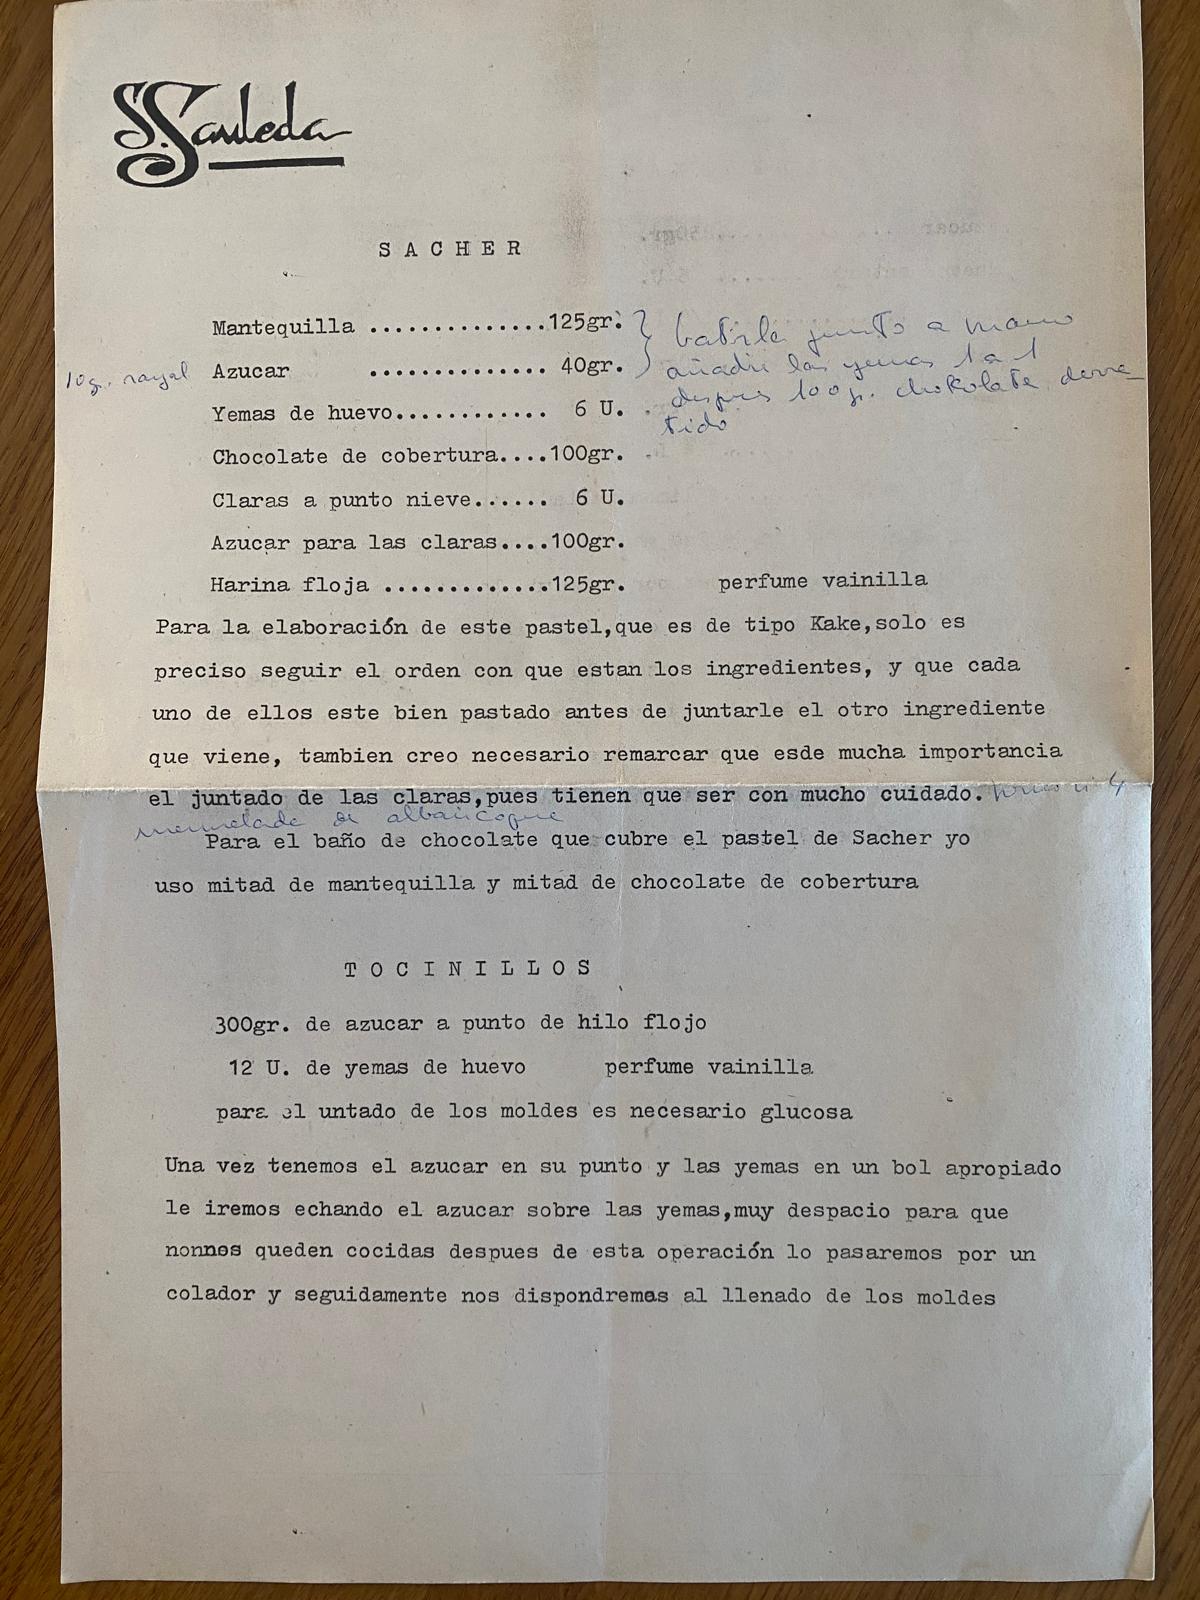 S. Sauleda
SACHER
Mantequilla ..............125gr.
batirla junto a mano
10g. royal
Azucar .............. 40gr.
añadir las yemas 1 a 1
Yemas de huevo............ 6 U.
despues 100g. chokolate derre_
tido
Chocolate de cobertura....100gr.
Claras a punto nieve...... 6 U.
Azucar para las claras....100gr.
Harina floja .............125gr. perfume vainilla
Para la elaboración de este pastel,que es de tipo Kake,solo es
preciso seguir el orden con que estan los ingredientes, y que cada
uno de ellos este bien pastado antes de juntarle el otro ingrediente
que viene, tambien creo necesario remarcar que esde mucha importancia
el juntado de las claras,pues tienen que ser con mucho cuidado.
mermelada de albaricoque
Para el baño de chocolate que cubre el pastel de Sacher yo
uso mitad de mantequilla y mitad de chocolate de cobertura
TOCINILLOS
300gr. de azucar a punto de hilo flojo
12 U. de yemas de huevo perfume vainilla
para el untado de los moldes es necesario glucosa
Una vez tenemos el azucar en su punto y las yemas en un bol apropiado
le iremos echando el azucar sobre las yemas,muy despacio para que
nonnos queden cocidas despues de esta operación lo pasaremos por un
colador y seguidamente nos dispondremos al llenado de los moldes